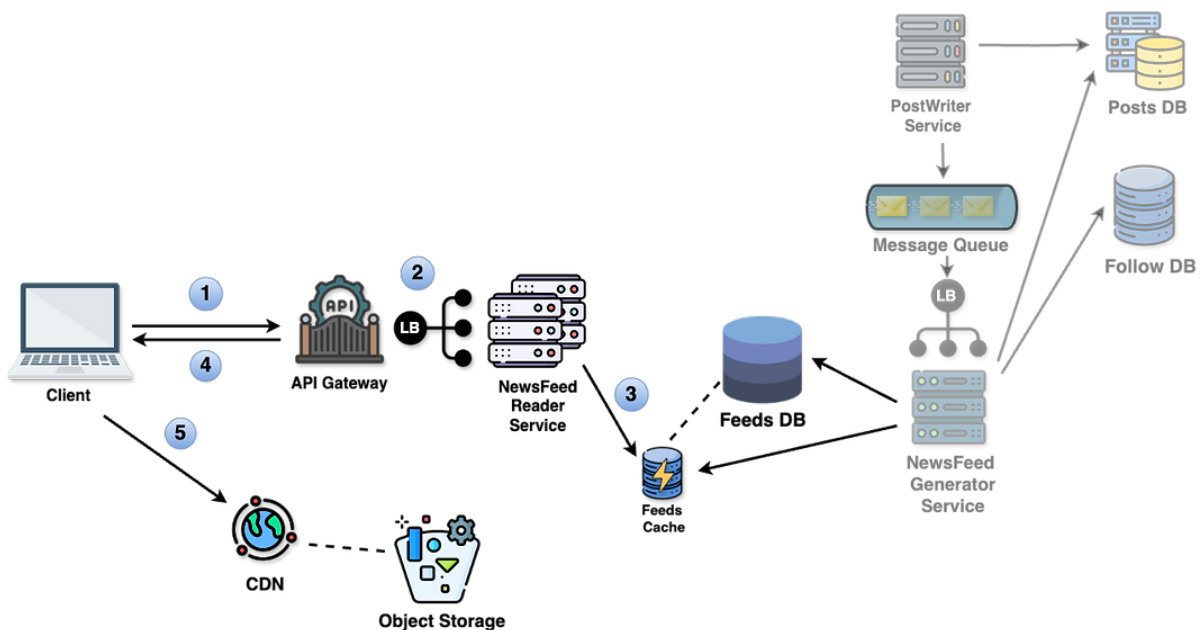 PostWriter
Service
Posts DB
Message Queue
Follow DB
LB
1
2
API
LB
4
Client
API Gateway
NewsFeed
Reader
Service
3
Feeds DB
5
Feeds
Cache
NewsFeed
Generator
Service
CDN
Object Storage